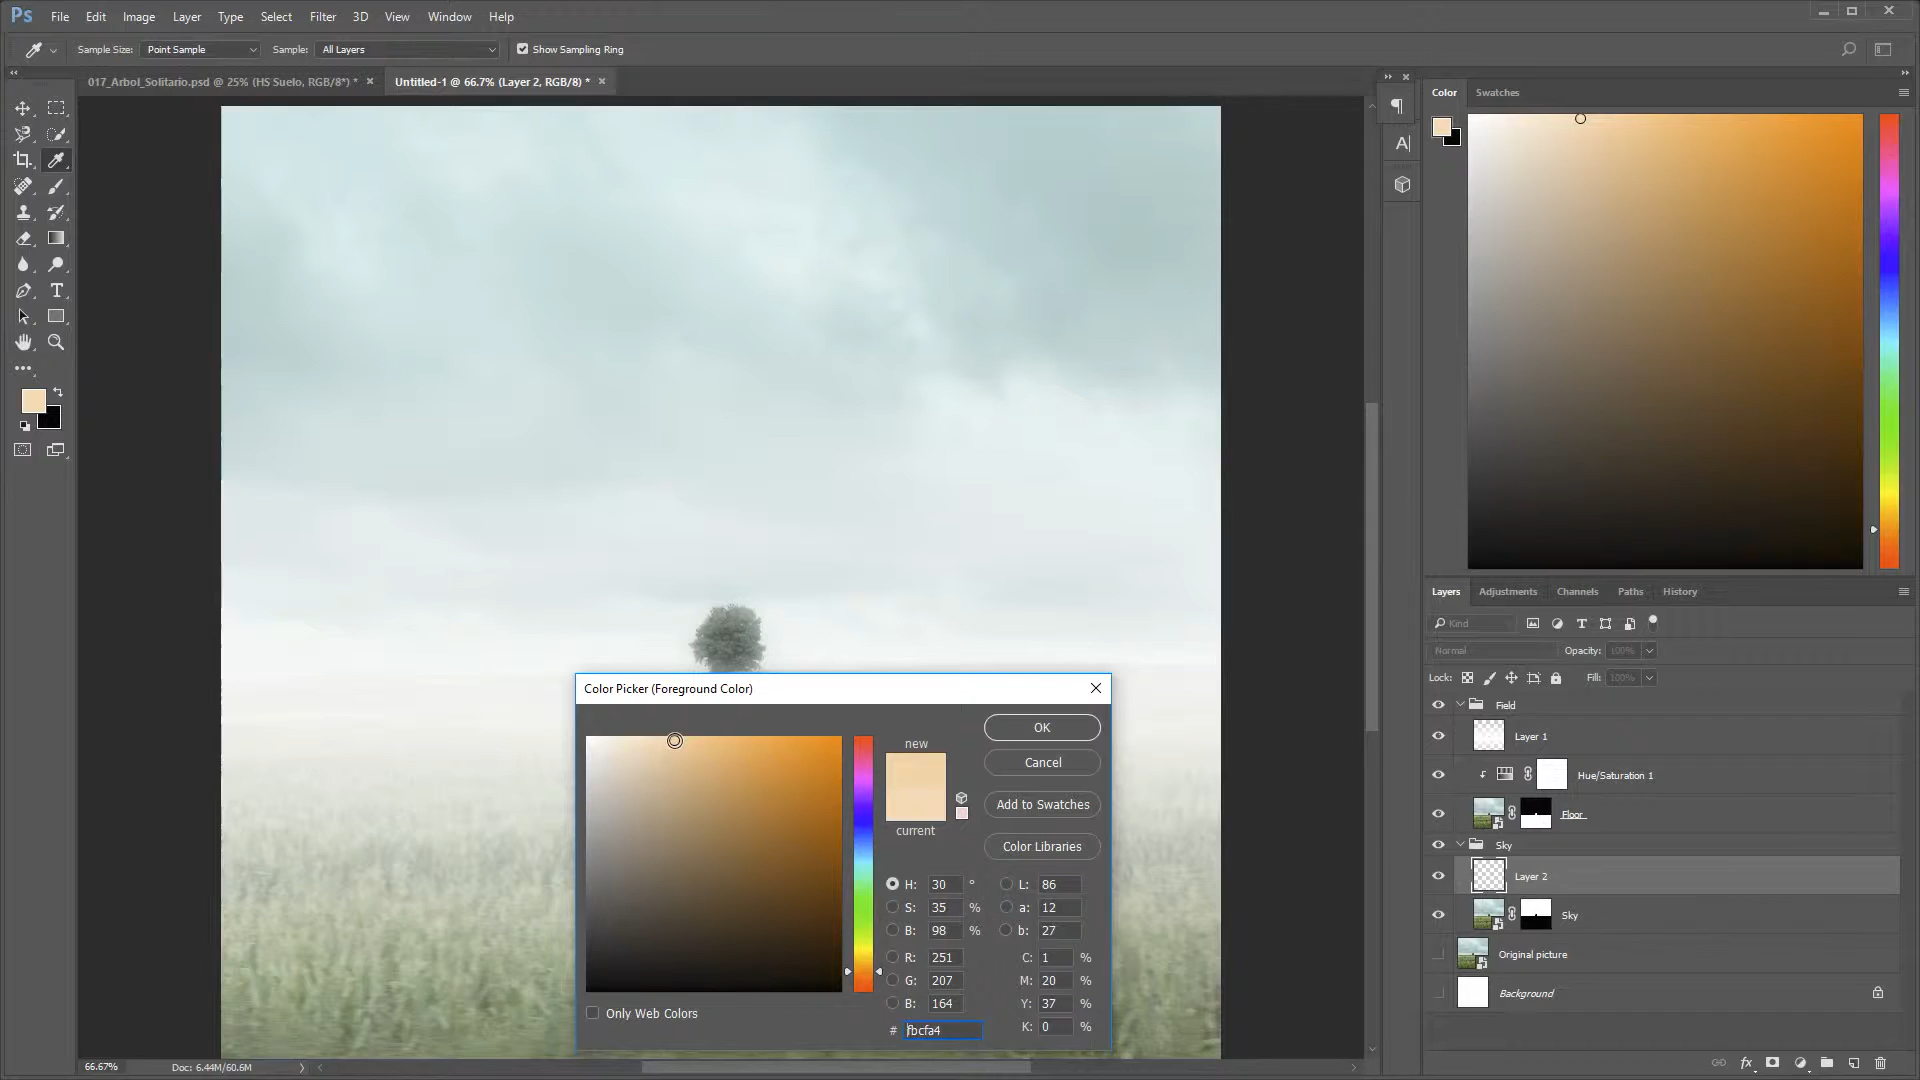 Ps File Edit Image Layer Type Select Filter 3D View Window Help
Sample Size: Point Sample Sample: All Layers Show Sampling Ring
017_Arbol_Solitario.psd @ 25% (HS Suelo, RGB/8*) * × Untitled-1 @ 66.7% (Layer 2, RGB/8) * ×
Color Swatches
Color Picker (Foreground Color)
new
current
OK
Cancel
Add to Swatches
Color Libraries
H: 30 ° L: 86
S: 35 % a: 12
B: 98 % b: 27
R: 251 C: 1 %
G: 207 M: 20 %
B: 164 Y: 37 %
# fbcfa4 K: 0 %
Only Web Colors
Layers Adjustments Channels Paths History
Kind
Normal Opacity: 100%
Lock: Fill: 100%
Field
Layer 1
Hue/Saturation 1
Floor
Sky
Layer 2
Sky
Original picture
Background
fx
66.67% Doc: 6.44M/60.6M